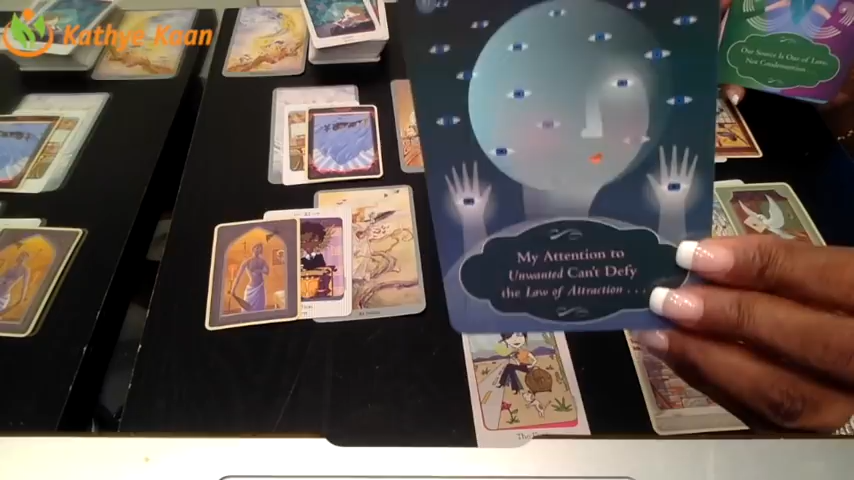 Kathye Kaan
Our Source Is One of Love,
Not Condemnation
My Attention to
Unwanted Can't Defy
the Law of Attraction . . .